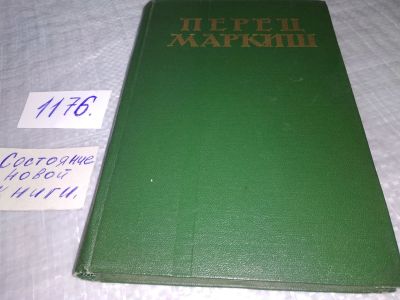 ПЕРЕЦ
МАРКИШ
1176.
Состояние
новой
книги.